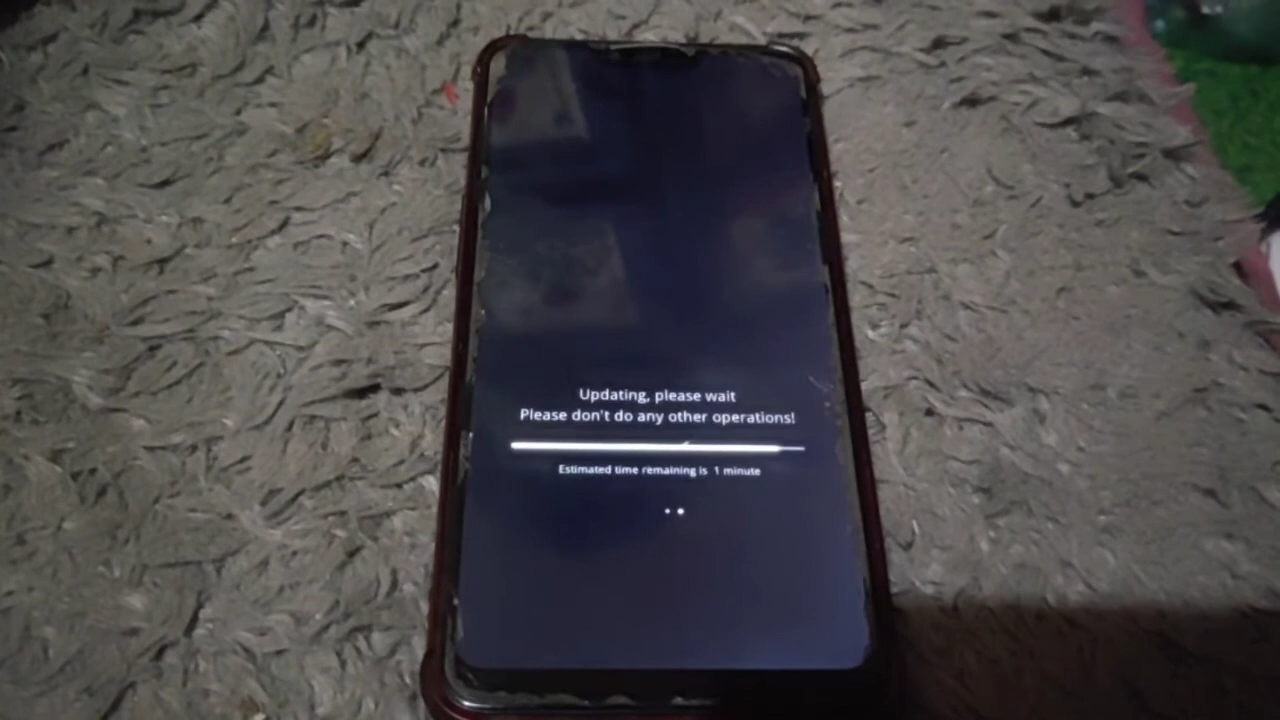 Updating, please wait
Please don't do any other operations!
Estimated time remaining is 1 minute